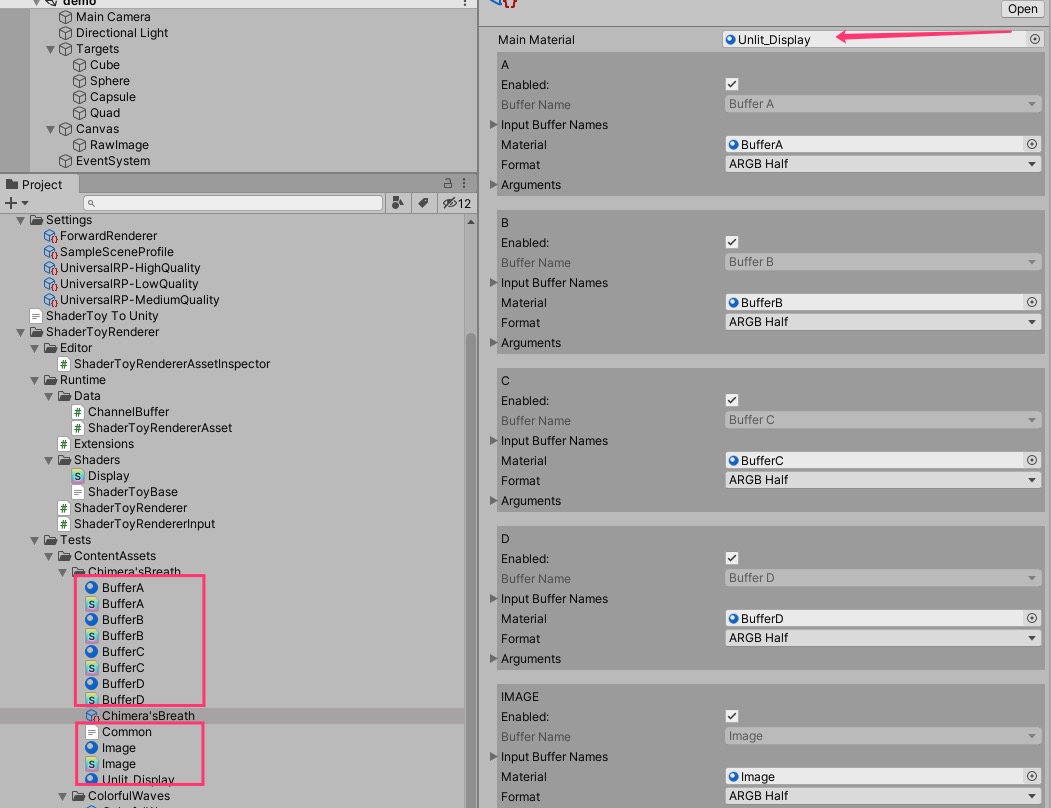 demo
Main Camera
Directional Light
Targets
Cube
Sphere
Capsule
Quad
Canvas
RawImage
EventSystem
Project
12
Settings
ForwardRenderer
SampleSceneProfile
UniversalRP-HighQuality
UniversalRP-LowQuality
UniversalRP-MediumQuality
ShaderToy To Unity
ShaderToyRenderer
Editor
ShaderToyRendererAssetInspector
Runtime
Data
ChannelBuffer
ShaderToyRendererAsset
Extensions
Shaders
Display
ShaderToyBase
ShaderToyRenderer
ShaderToyRendererInput
Tests
ContentAssets
Chimera'sBreath
BufferA
BufferA
BufferB
BufferB
BufferC
BufferC
BufferD
BufferD
Chimera'sBreath
Common
Image
Image
Unlit_Display
ColorfulWaves
Open
Main Material Unlit_Display
A
Enabled:
Buffer Name Buffer A
Input Buffer Names
Material BufferA
Format ARGB Half
Arguments
B
Enabled:
Buffer Name Buffer B
Input Buffer Names
Material BufferB
Format ARGB Half
Arguments
C
Enabled:
Buffer Name Buffer C
Input Buffer Names
Material BufferC
Format ARGB Half
Arguments
D
Enabled:
Buffer Name Buffer D
Input Buffer Names
Material BufferD
Format ARGB Half
Arguments
IMAGE
Enabled:
Buffer Name Image
Input Buffer Names
Material Image
Format ARGB Half